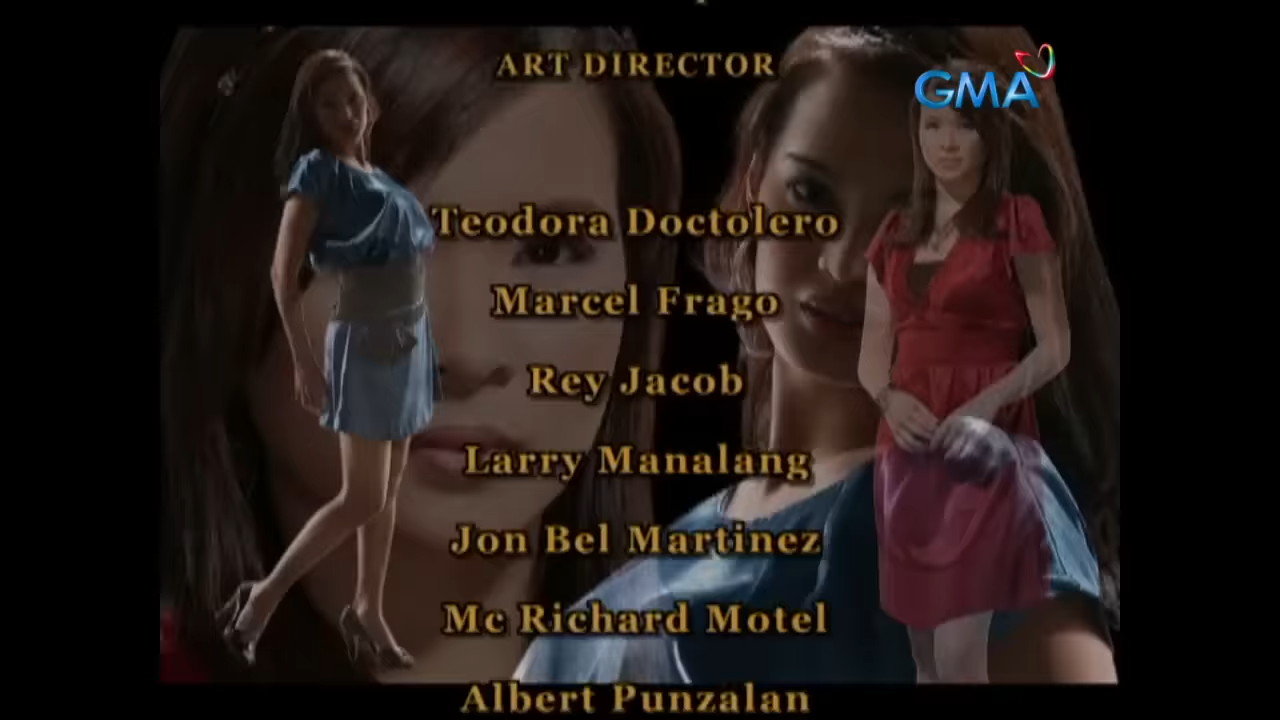 ART DIRECTOR
GMA
Teodora Doctolero
Marcel Frago
Rey Jacob
Larry Manalang
Jon Bel Martinez
Mc Richard Motel
Albert Punzalan